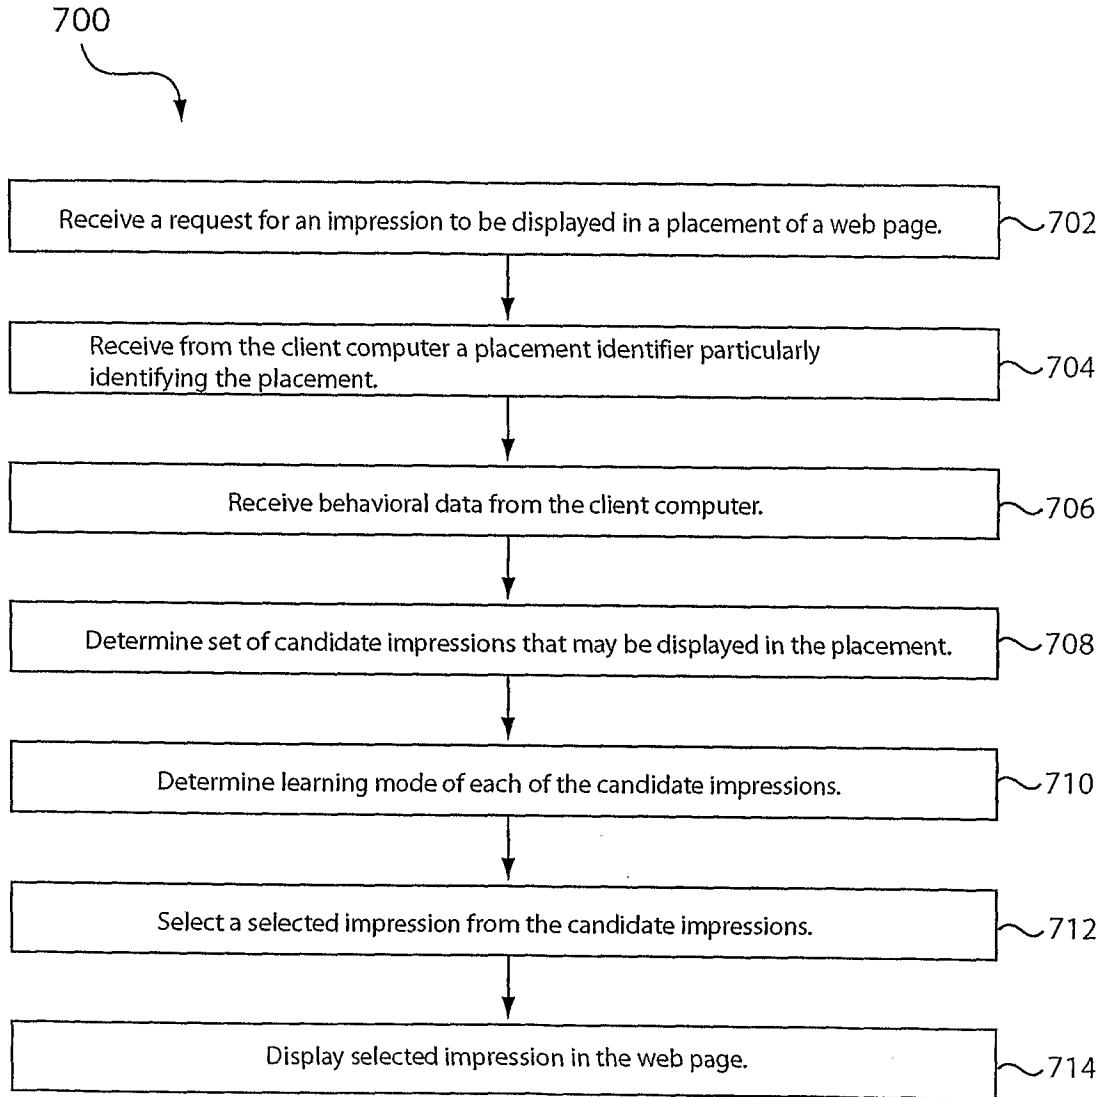 700
Receive a request for an impression to be displayed in a placement of a web page.
702
Receive from the client computer a placement identifier particularly
identifying the placement.
704
Receive behavioral data from the client computer.
706
Determine set of candidate impressions that may be displayed in the placement.
708
Determine learning mode of each of the candidate impressions.
710
Select a selected impression from the candidate impressions.
712
Display selected impression in the web page.
714